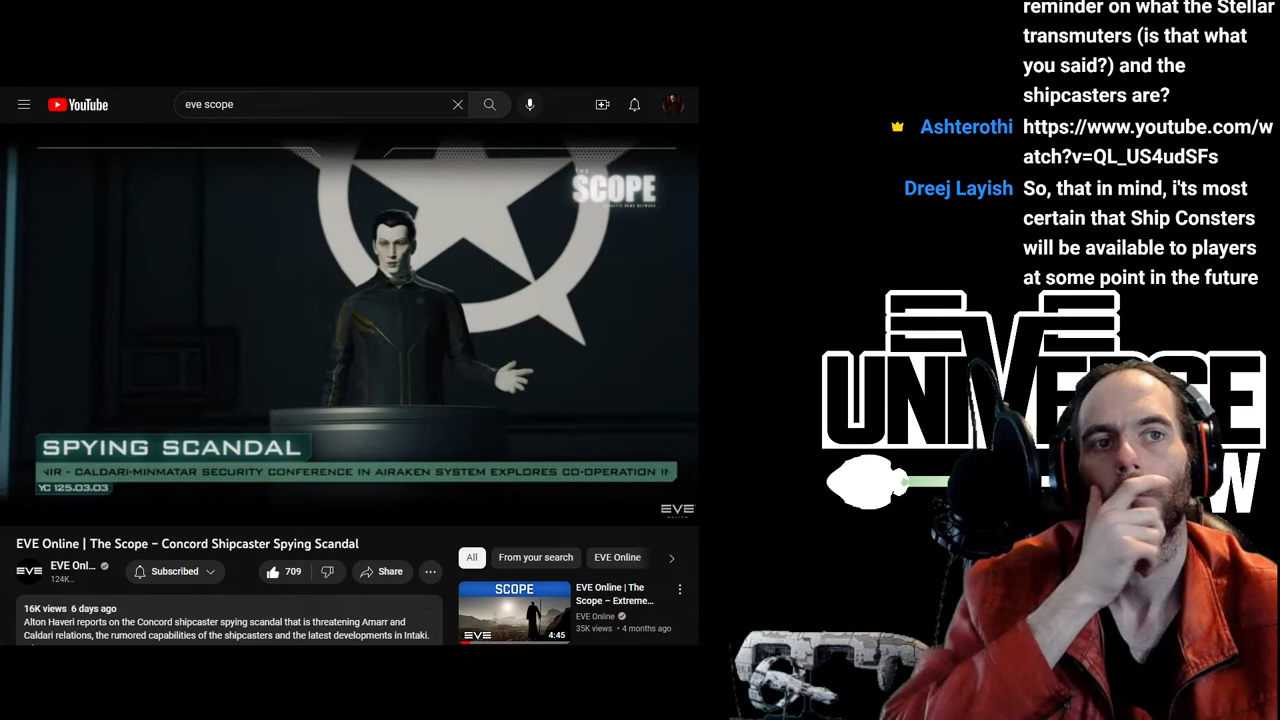 reminder on what the Stellar
transmuters (is that what
you said?) and the
shipcasters are?
Ashterothi https://www.youtube.com/w
atch?v=QL_US4udSFs
Dreej Layish So, that in mind, i'ts most
certain that Ship Consters
will be available to players
at some point in the future
YouTube
eve scope
THE
SCOPE
SPYING SCANDAL
NIR - CALDARI-MINMATAR SECURITY CONFERENCE IN AIRAKEN SYSTEM EXPLORES CO-OPERATION I
YC 125.03.03
EVE
EVE Online | The Scope – Concord Shipcaster Spying Scandal
EVE
EVE Onl...
124K...
Subscribed
709
Share
16K views 6 days ago
Alton Haveri reports on the Concord shipcaster spying scandal that is threatening Amarr and
Caldari relations, the rumored capabilities of the shipcasters and the latest developments in Intaki.
All
From your search
EVE Online
SCOPE
EVE
4:45
EVE Online | The
Scope – Extreme...
EVE Online
35K views • 4 months ago
EVE
UNIVERSE
W